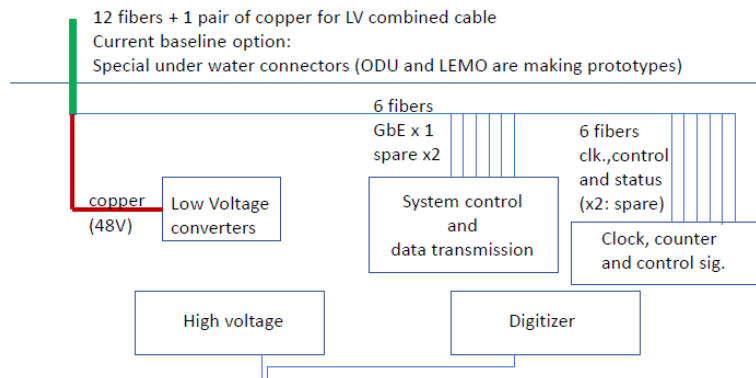 12 fibers + 1 pair of copper for LV combined cable
Current baseline option:
Special under water connectors (ODU and LEMO are making prototypes)
6 fibers
GbE x 1
spare x2
6 fibers
clk.,control
and status
(x2: spare)
copper
(48V)
Low Voltage
converters
System control
and
data transmission
Clock, counter
and control sig.
High voltage
Digitizer